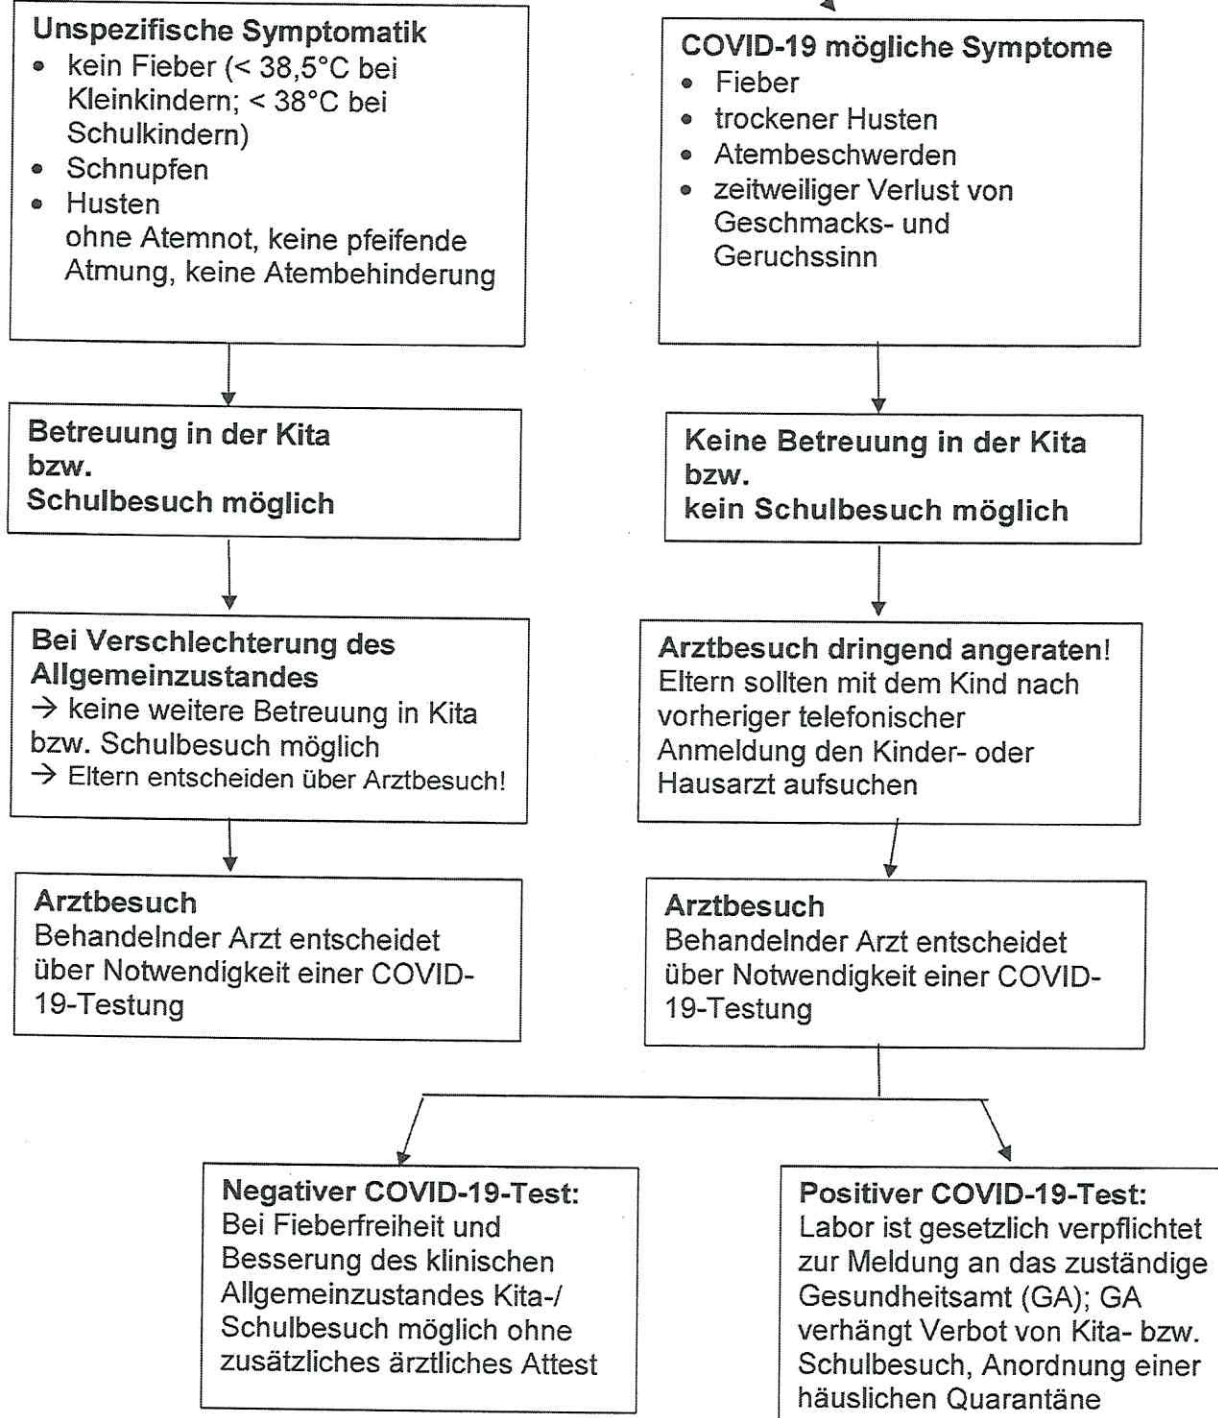 Unspezifische Symptomatik
• kein Fieber (< 38,5°C bei
Kleinkindern; < 38°C bei
Schulkindern)
• Schnupfen
• Husten
ohne Atemnot, keine pfeifende
Atmung, keine Atembehinderung
COVID-19 mögliche Symptome
• Fieber
• trockener Husten
• Atembeschwerden
• zeitweiliger Verlust von
Geschmacks- und
Geruchssinn
Betreuung in der Kita
bzw.
Schulbesuch möglich
Keine Betreuung in der Kita
bzw.
kein Schulbesuch möglich
Bei Verschlechterung des
Allgemeinzustandes
→ keine weitere Betreuung in Kita
bzw. Schulbesuch möglich
→ Eltern entscheiden über Arztbesuch!
Arztbesuch dringend angeraten!
Eltern sollten mit dem Kind nach
vorheriger telefonischer
Anmeldung den Kinder- oder
Hausarzt aufsuchen
Arztbesuch
Behandelnder Arzt entscheidet
über Notwendigkeit einer COVID-
19-Testung
Arztbesuch
Behandelnder Arzt entscheidet
über Notwendigkeit einer COVID-
19-Testung
Negativer COVID-19-Test:
Bei Fieberfreiheit und
Besserung des klinischen
Allgemeinzustandes Kita-/
Schulbesuch möglich ohne
zusätzliches ärztliches Attest
Positiver COVID-19-Test:
Labor ist gesetzlich verpflichtet
zur Meldung an das zuständige
Gesundheitsamt (GA); GA
verhängt Verbot von Kita- bzw.
Schulbesuch, Anordnung einer
häuslichen Quarantäne